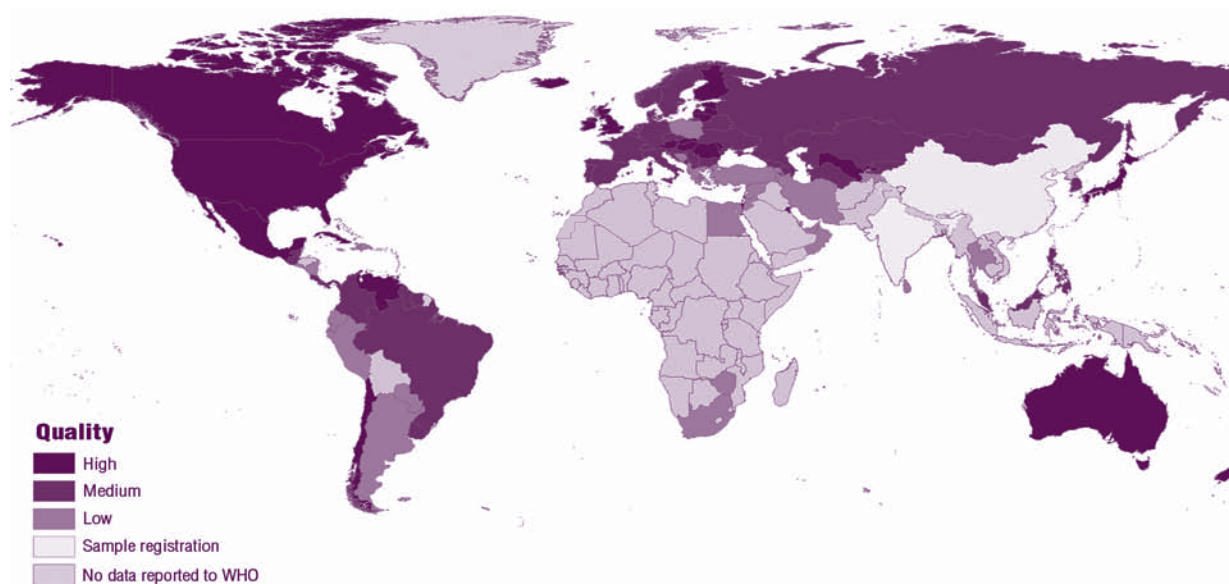 Quality
High
Medium
Low
Sample registration
No data reported to WHO